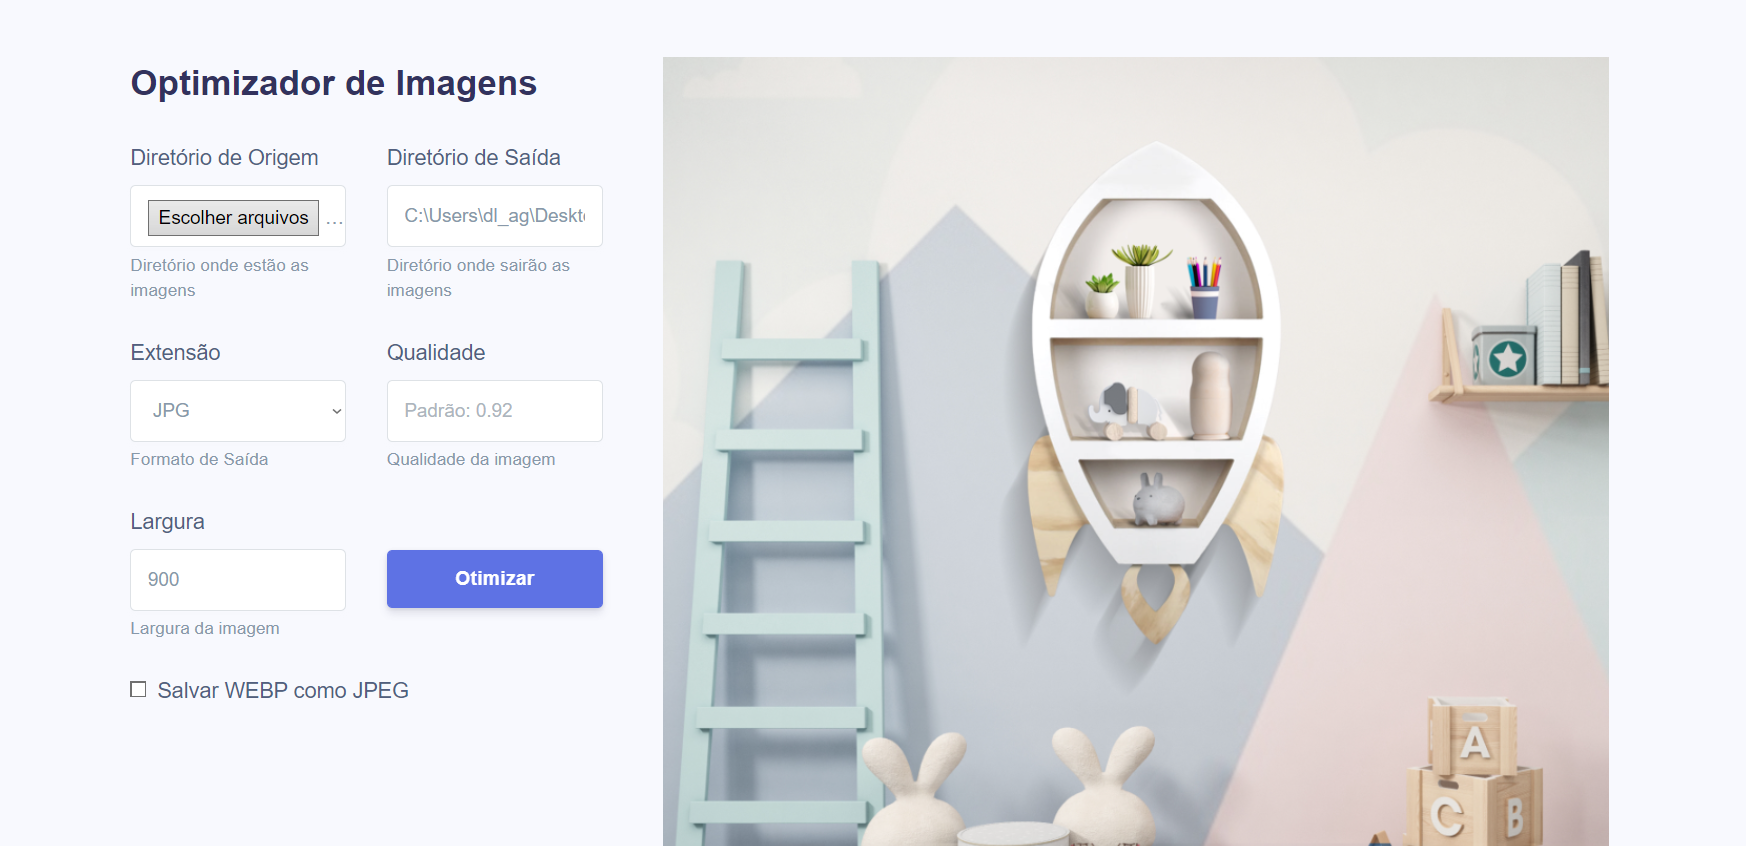 Optimizador de Imagens
Diretório de Origem
Diretório de Saída
Escolher arquivos ...
C:\Users\dl_ag\Deskt
Diretório onde estão as
imagens
Diretório onde sairão as
imagens
Extensão
Qualidade
JPG
Padrão: 0.92
Formato de Saída
Qualidade da imagem
Largura
900
Otimizar
Largura da imagem
Salvar WEBP como JPEG
A
C B